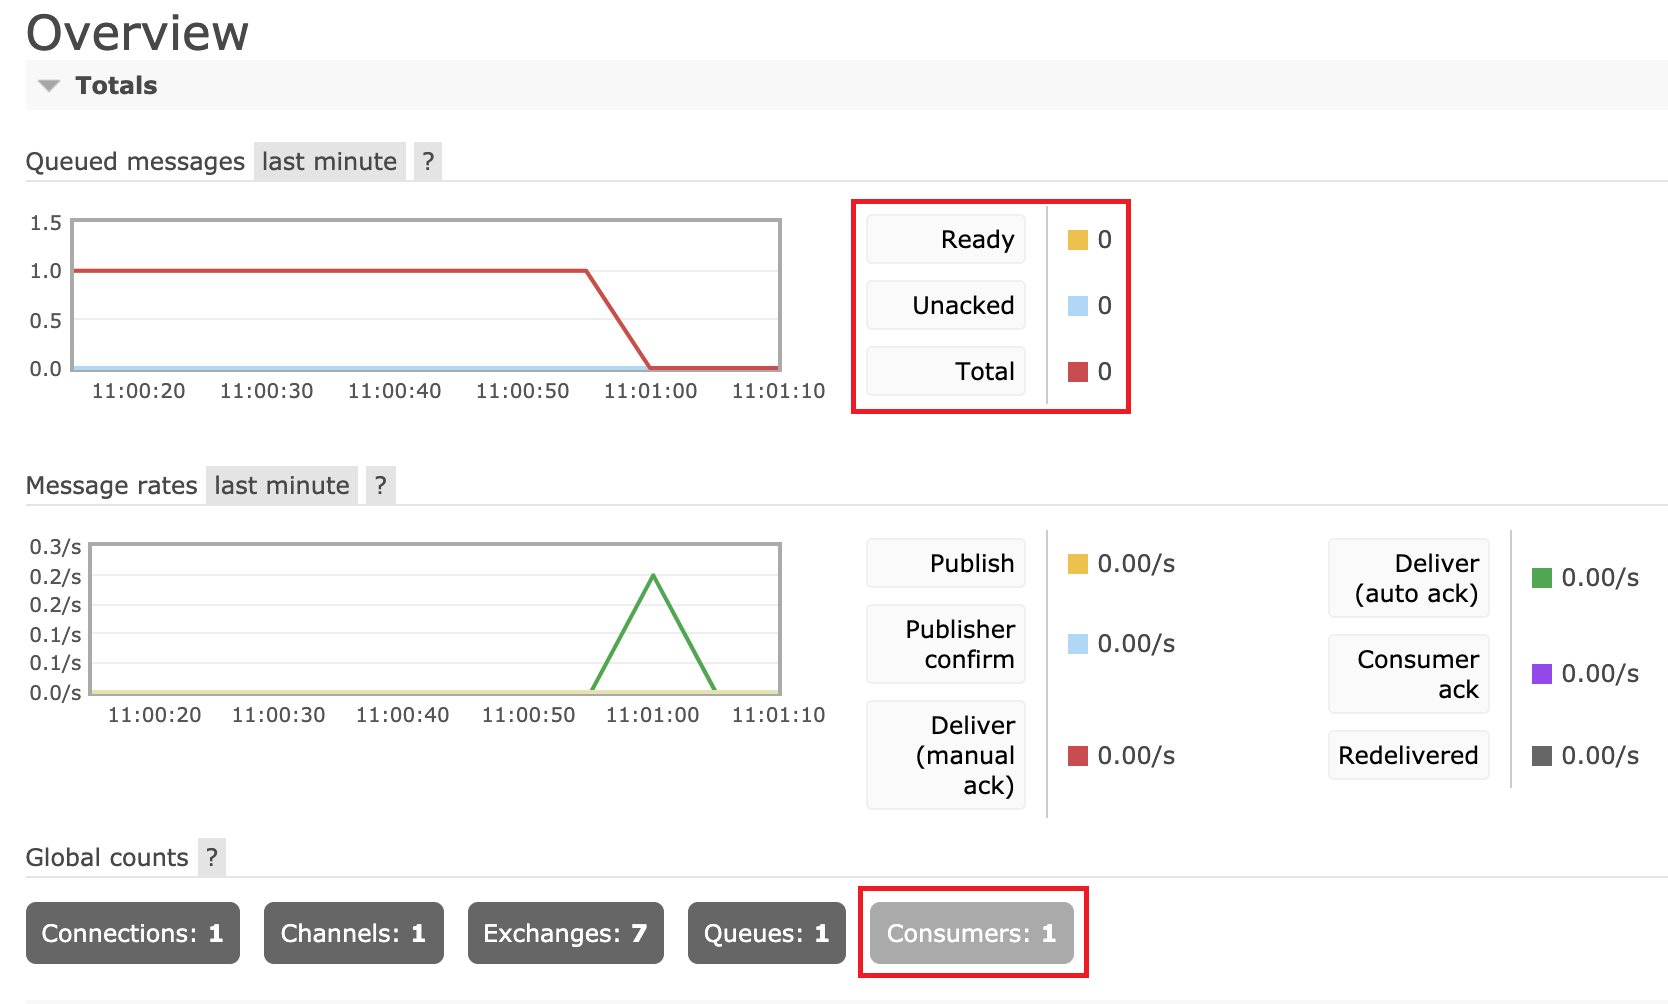 Overview
Totals
Queued messages last minute ?
1.5
1.0
0.5
0.0
11:00:20 11:00:30 11:00:40 11:00:50 11:01:00 11:01:10
Ready 0
Unacked 0
Total 0
Message rates last minute ?
0.3/s
0.2/s
0.2/s
0.1/s
0.1/s
0.0/s
11:00:20 11:00:30 11:00:40 11:00:50 11:01:00 11:01:10
Publish 0.00/s
Publisher
confirm 0.00/s
Deliver
(manual
ack) 0.00/s
Deliver
(auto ack) 0.00/s
Consumer
ack 0.00/s
Redelivered 0.00/s
Global counts ?
Connections: 1 Channels: 1 Exchanges: 7 Queues: 1 Consumers: 1